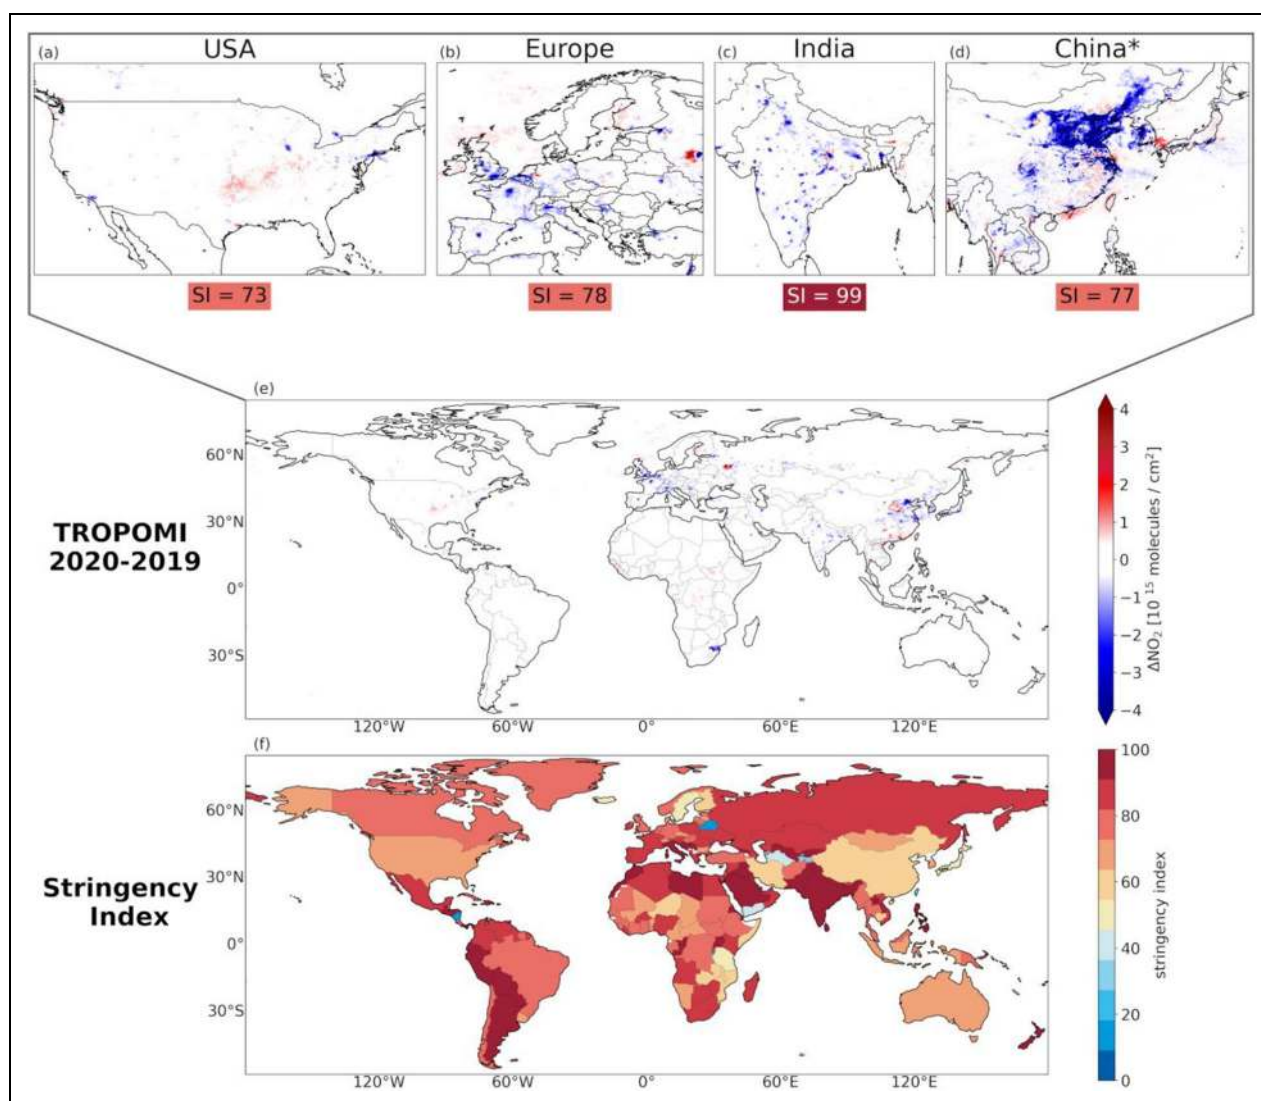 (a) USA
(b) Europe
(c) India
(d) China*
SI = 73
SI = 78
SI = 99
SI = 77
(e)
60°N
30°N
0°
30°S
120°W 60°W 0° 60°E 120°E
TROPOMI
2020-2019
4
3
2
1
0
−1
−2
−3
−4
ΔNO₂ [10 ¹⁵ molecules / cm²]
(f)
60°N
30°N
0°
30°S
120°W 60°W 0° 60°E 120°E
Stringency
Index
100
80
60
40
20
0
stringency index